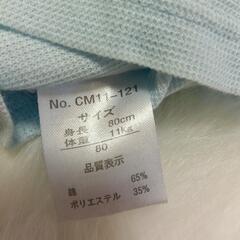 No. CM11-121
サイズ
身長 80cm
体重 11kg
80
品質表示
綿 65%
ポリエステル 35%